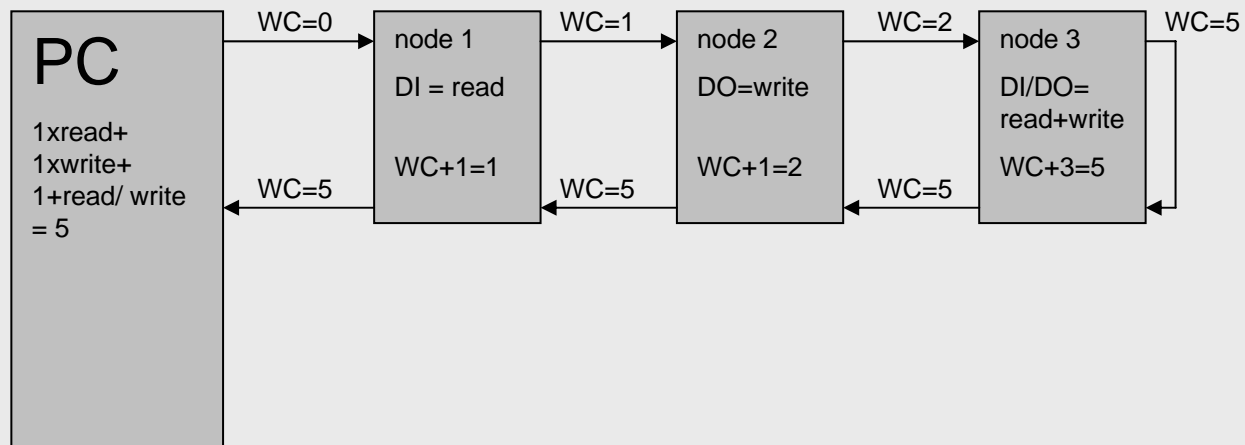 PC
1xread+
1xwrite+
1+read/ write
= 5
WC=0
node 1
DI = read
WC+1=1
WC=1
node 2
DO=write
WC+1=2
WC=2
node 3
DI/DO=
read+write
WC+3=5
WC=5
WC=5
WC=5
WC=5